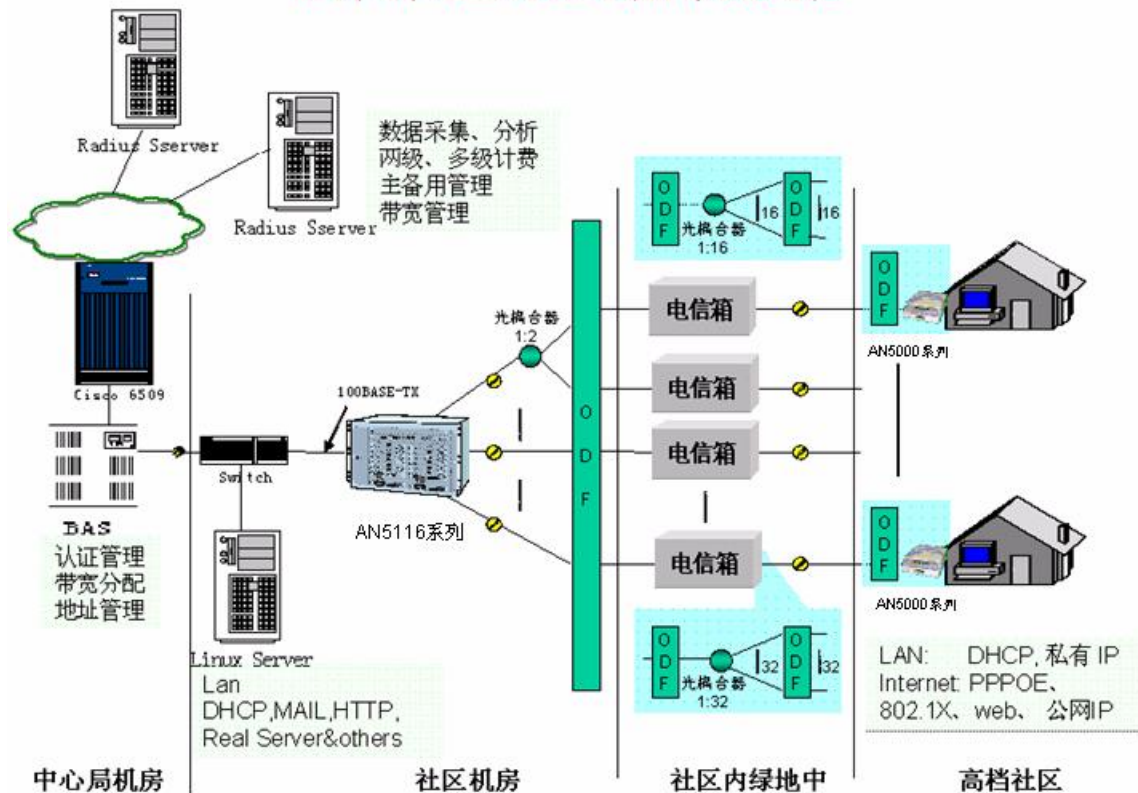 Radius Sserver
Radius Sserver
数据采集、分析
两级、多级计费
主备用管理
带宽管理
Cisco 6509
BAS
认证管理
带宽分配
地址管理
Switch
100BASE-TX
Linux Server
Lan
DHCP,MAIL,HTTP,
Real Server&others
AN5116系列
光耦合器
1:2
O
D
F
O
D
F
光耦合器
1:16
16
O
D
F
16
电信箱
电信箱
电信箱
电信箱
O
D
F
光耦合器
1:32
32
O
D
F
32
O
D
F
AN5000系列
O
D
F
AN5000系列
LAN: DHCP, 私有 IP
Internet: PPPOE、
802.1X、web、 公网IP
中心局机房
社区机房
社区内绿地中
高档社区